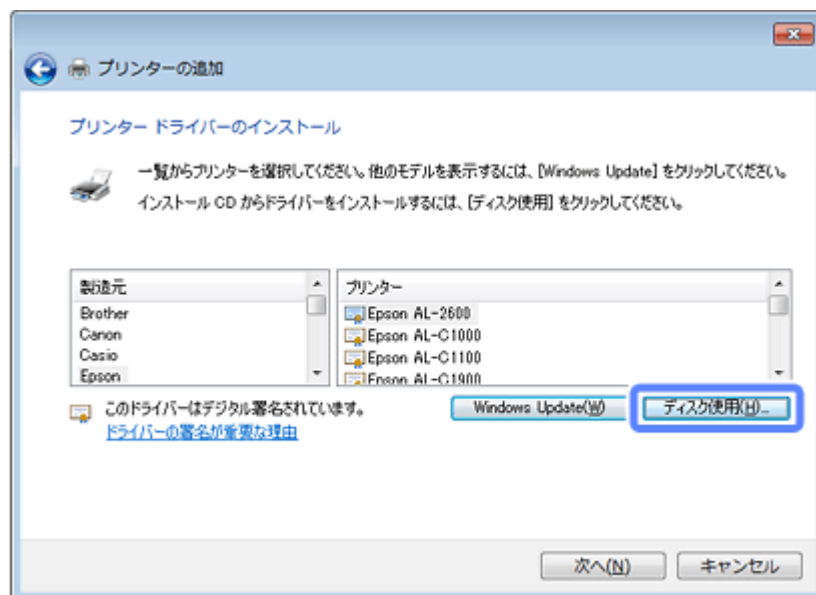 プリンターの追加
プリンター ドライバーのインストール
一覧からプリンターを選択してください。他のモデルを表示するには、[Windows Update] をクリックしてください。
インストール CD からドライバーをインストールするには、[ディスク使用] をクリックしてください。
製造元
Brother
Canon
Casio
Epson
プリンター
Epson AL-2600
Epson AL-C1000
Epson AL-C1100
Epson AL-C1900
このドライバーはデジタル署名されています。
ドライバーの署名が重要な理由
Windows Update(W)
ディスク使用(H)...
次へ(N)
キャンセル